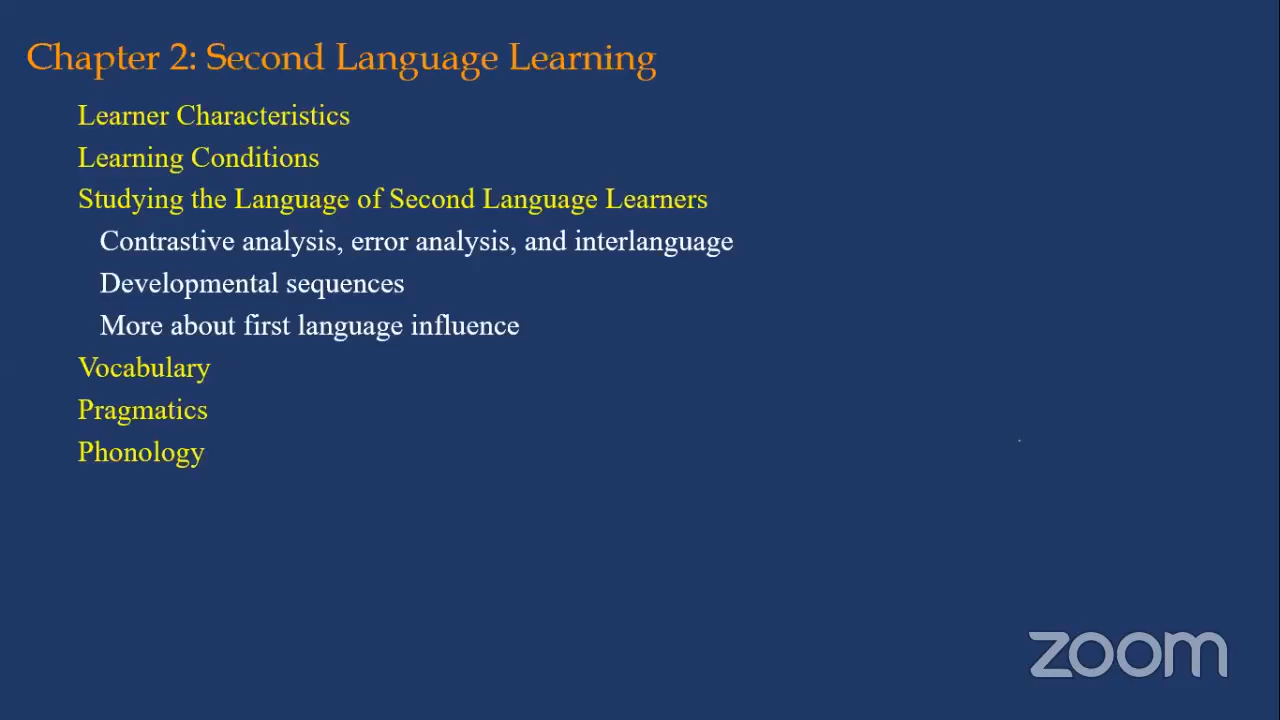 Chapter 2: Second Language Learning
Learner Characteristics
Learning Conditions
Studying the Language of Second Language Learners
Contrastive analysis, error analysis, and interlanguage
Developmental sequences
More about first language influence
Vocabulary
Pragmatics
Phonology
zoom